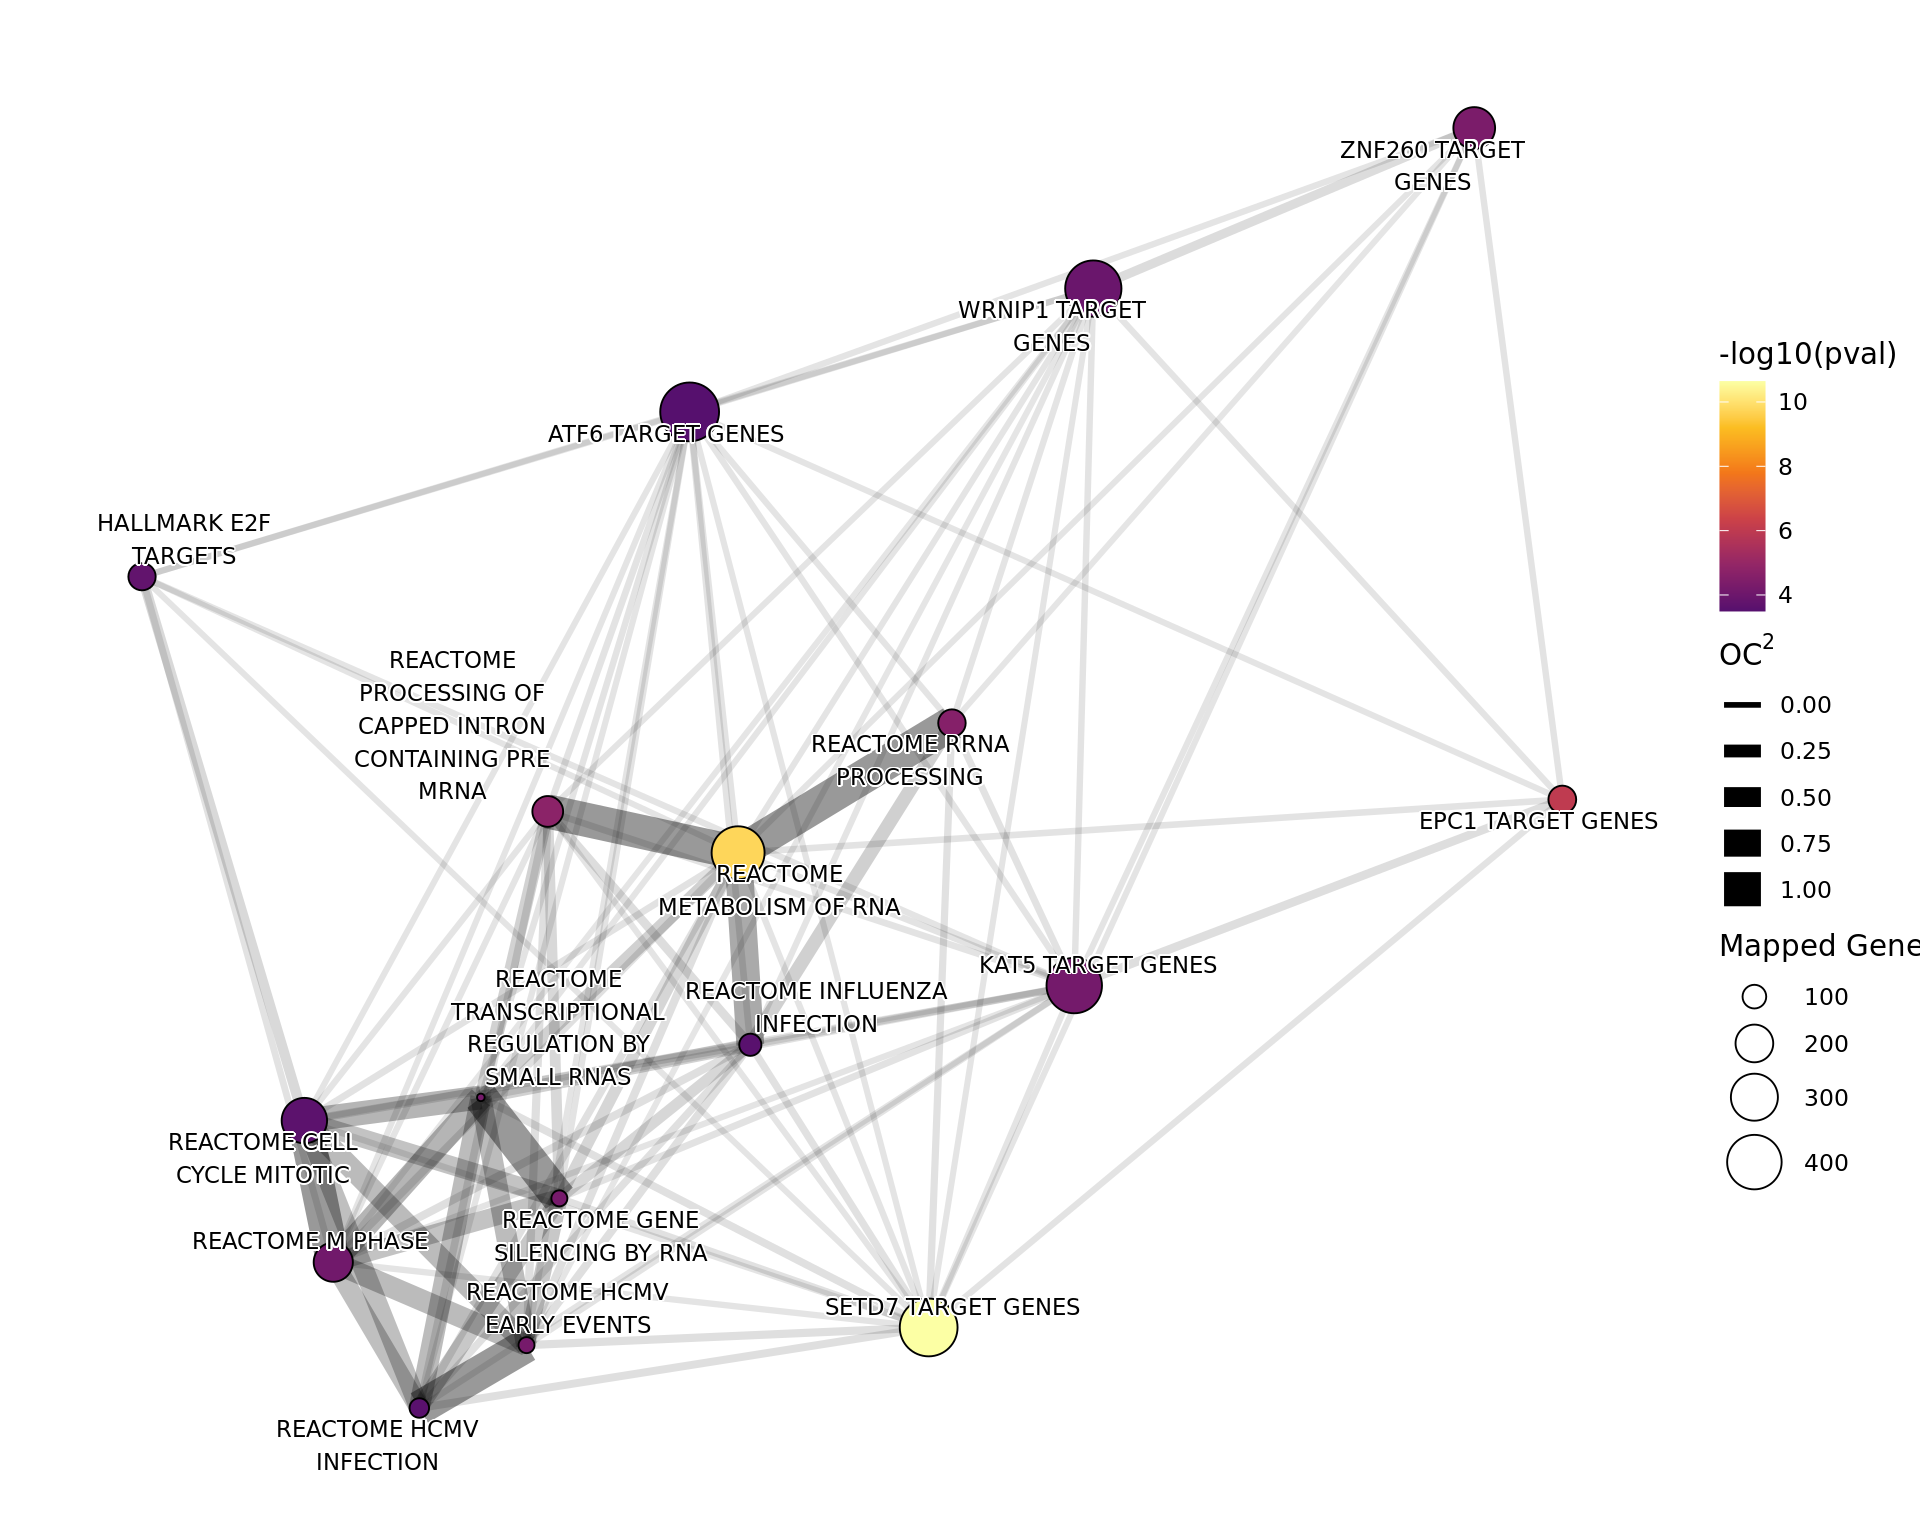 ZNF260 TARGET
GENES
WRNIP1 TARGET
GENES
ATF6 TARGET GENES
HALLMARK E2F
TARGETS
REACTOME
PROCESSING OF
CAPPED INTRON
CONTAINING PRE
MRNA
REACTOME RRNA
PROCESSING
EPC1 TARGET GENES
REACTOME
METABOLISM OF RNA
KAT5 TARGET GENES
REACTOME
TRANSCRIPTIONAL
REGULATION BY
SMALL RNAS
REACTOME INFLUENZA
INFECTION
REACTOME CELL
CYCLE MITOTIC
REACTOME M PHASE
REACTOME GENE
SILENCING BY RNA
REACTOME HCMV
EARLY EVENTS
SETD7 TARGET GENES
REACTOME HCMV
INFECTION
-log10(pval)
10
8
6
4
OC²
0.00
0.25
0.50
0.75
1.00
Mapped Gene
100
200
300
400